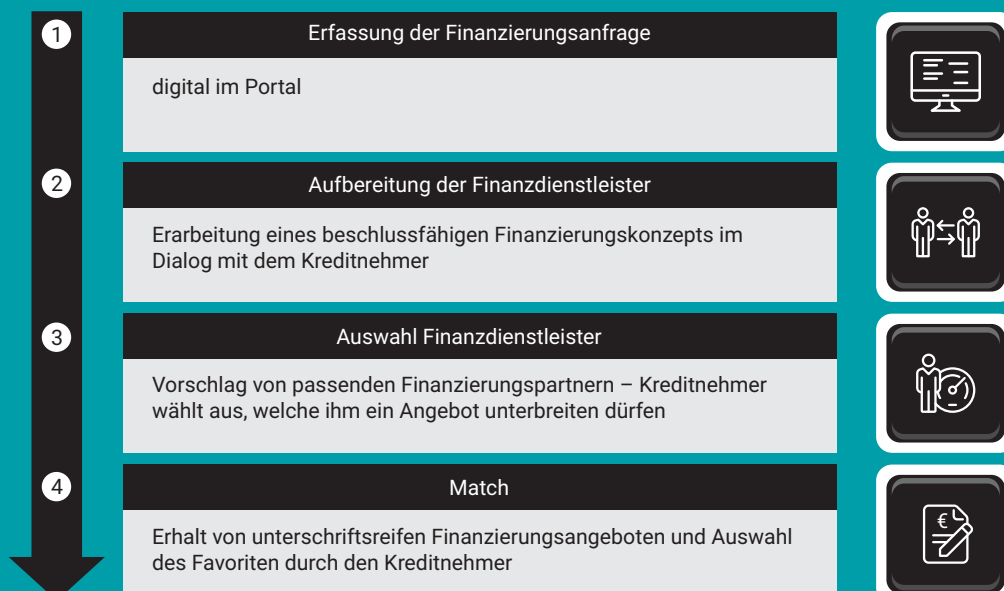 1
Erfassung der Finanzierungsanfrage
digital im Portal
2
Aufbereitung der Finanzdienstleister
Erarbeitung eines beschlussfähigen Finanzierungskonzepts im
Dialog mit dem Kreditnehmer
3
Auswahl Finanzdienstleister
Vorschlag von passenden Finanzierungspartnern – Kreditnehmer
wählt aus, welche ihm ein Angebot unterbreiten dürfen
4
Match
Erhalt von unterschriftsreifen Finanzierungsangeboten und Auswahl
des Favoriten durch den Kreditnehmer
€